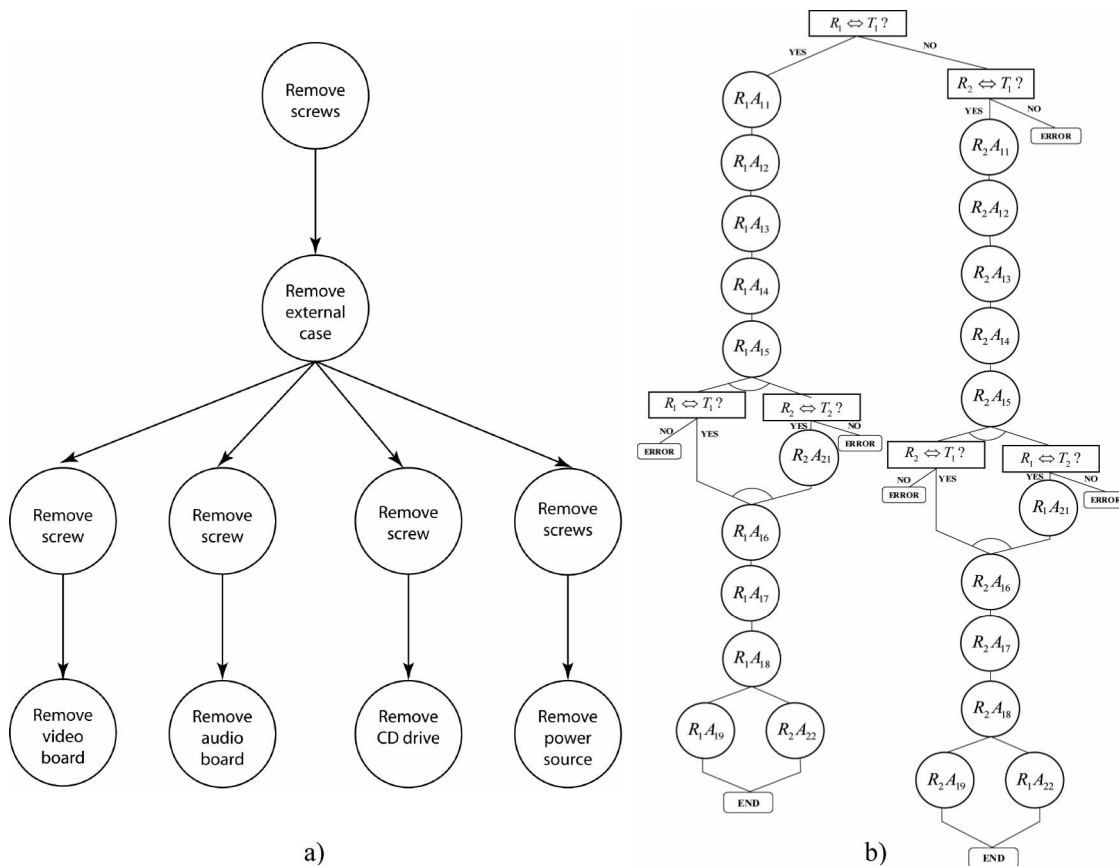 Remove
screws
Remove
external
case
Remove
screw
Remove
screw
Remove
screw
Remove
screws
Remove
video
board
Remove
audio
board
Remove
CD drive
Remove
power
source
a)
R₁ ⇔ T₁ ?
YES
NO
R₁A₁₁
R₁A₁₂
R₁A₁₃
R₁A₁₄
R₁A₁₅
R₁ ⇔ T₁ ?
R₂ ⇔ T₂ ?
NO
YES
YES
NO
ERROR
ERROR
R₂A₂₁
R₁A₁₆
R₁A₁₇
R₁A₁₈
R₁A₁₉
R₂A₂₂
END
R₂ ⇔ T₁ ?
YES
NO
ERROR
R₂A₁₁
R₂A₁₂
R₂A₁₃
R₂A₁₄
R₂A₁₅
R₂ ⇔ T₁ ?
R₁ ⇔ T₂ ?
NO
YES
YES
NO
ERROR
ERROR
R₁A₂₁
R₂A₁₆
R₂A₁₇
R₂A₁₈
R₂A₁₉
R₁A₂₂
END
b)